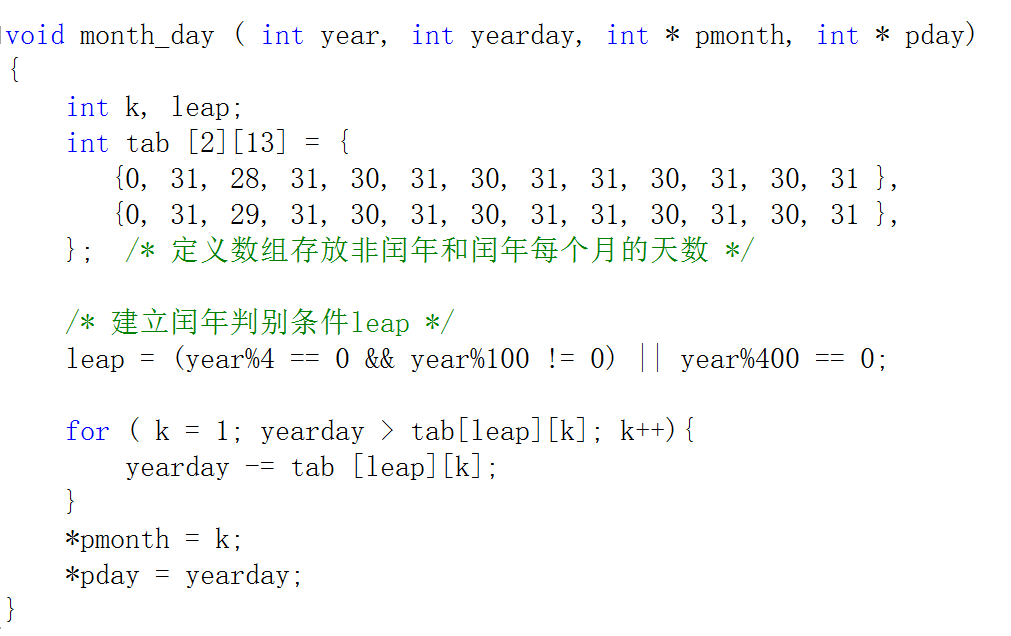 void month_day ( int year, int yearday, int * pmonth, int * pday)
{
    int k, leap;
    int tab [2][13] = {
       {0, 31, 28, 31, 30, 31, 30, 31, 31, 30, 31, 30, 31 },
       {0, 31, 29, 31, 30, 31, 30, 31, 31, 30, 31, 30, 31 },
    };  /* 定义数组存放非闰年和闰年每个月的天数 */
    /* 建立闰年判别条件leap */
    leap = (year%4 == 0 && year%100 != 0) || year%400 == 0;
    for ( k = 1; yearday > tab[leap][k]; k++){
        yearday -= tab [leap][k];
    }
    *pmonth = k;
    *pday = yearday;
}